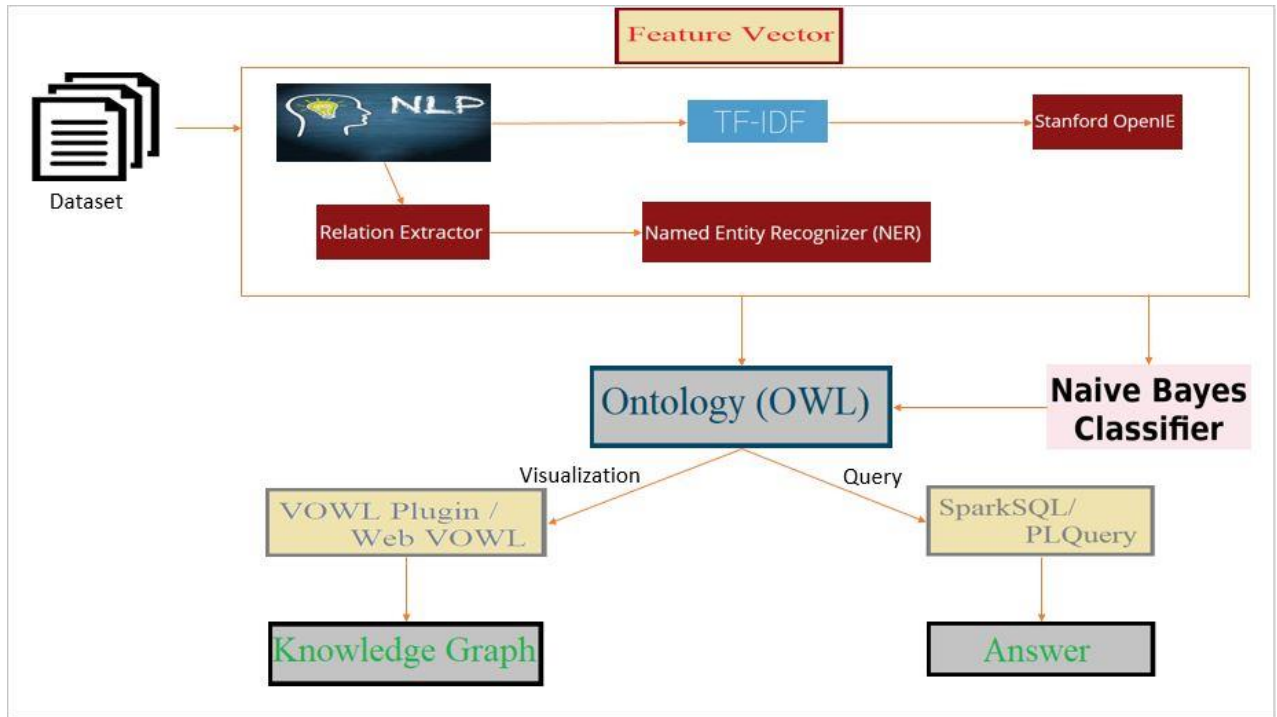 Feature Vector
NLP
TF-IDF
Stanford OpenIE
Dataset
Relation Extractor
Named Entity Recognizer (NER)
Ontology (OWL)
Naive Bayes
Classifier
Visualization
Query
VOWL Plugin /
Web VOWL
SparkSQL/
PLQuery
Knowledge Graph
Answer